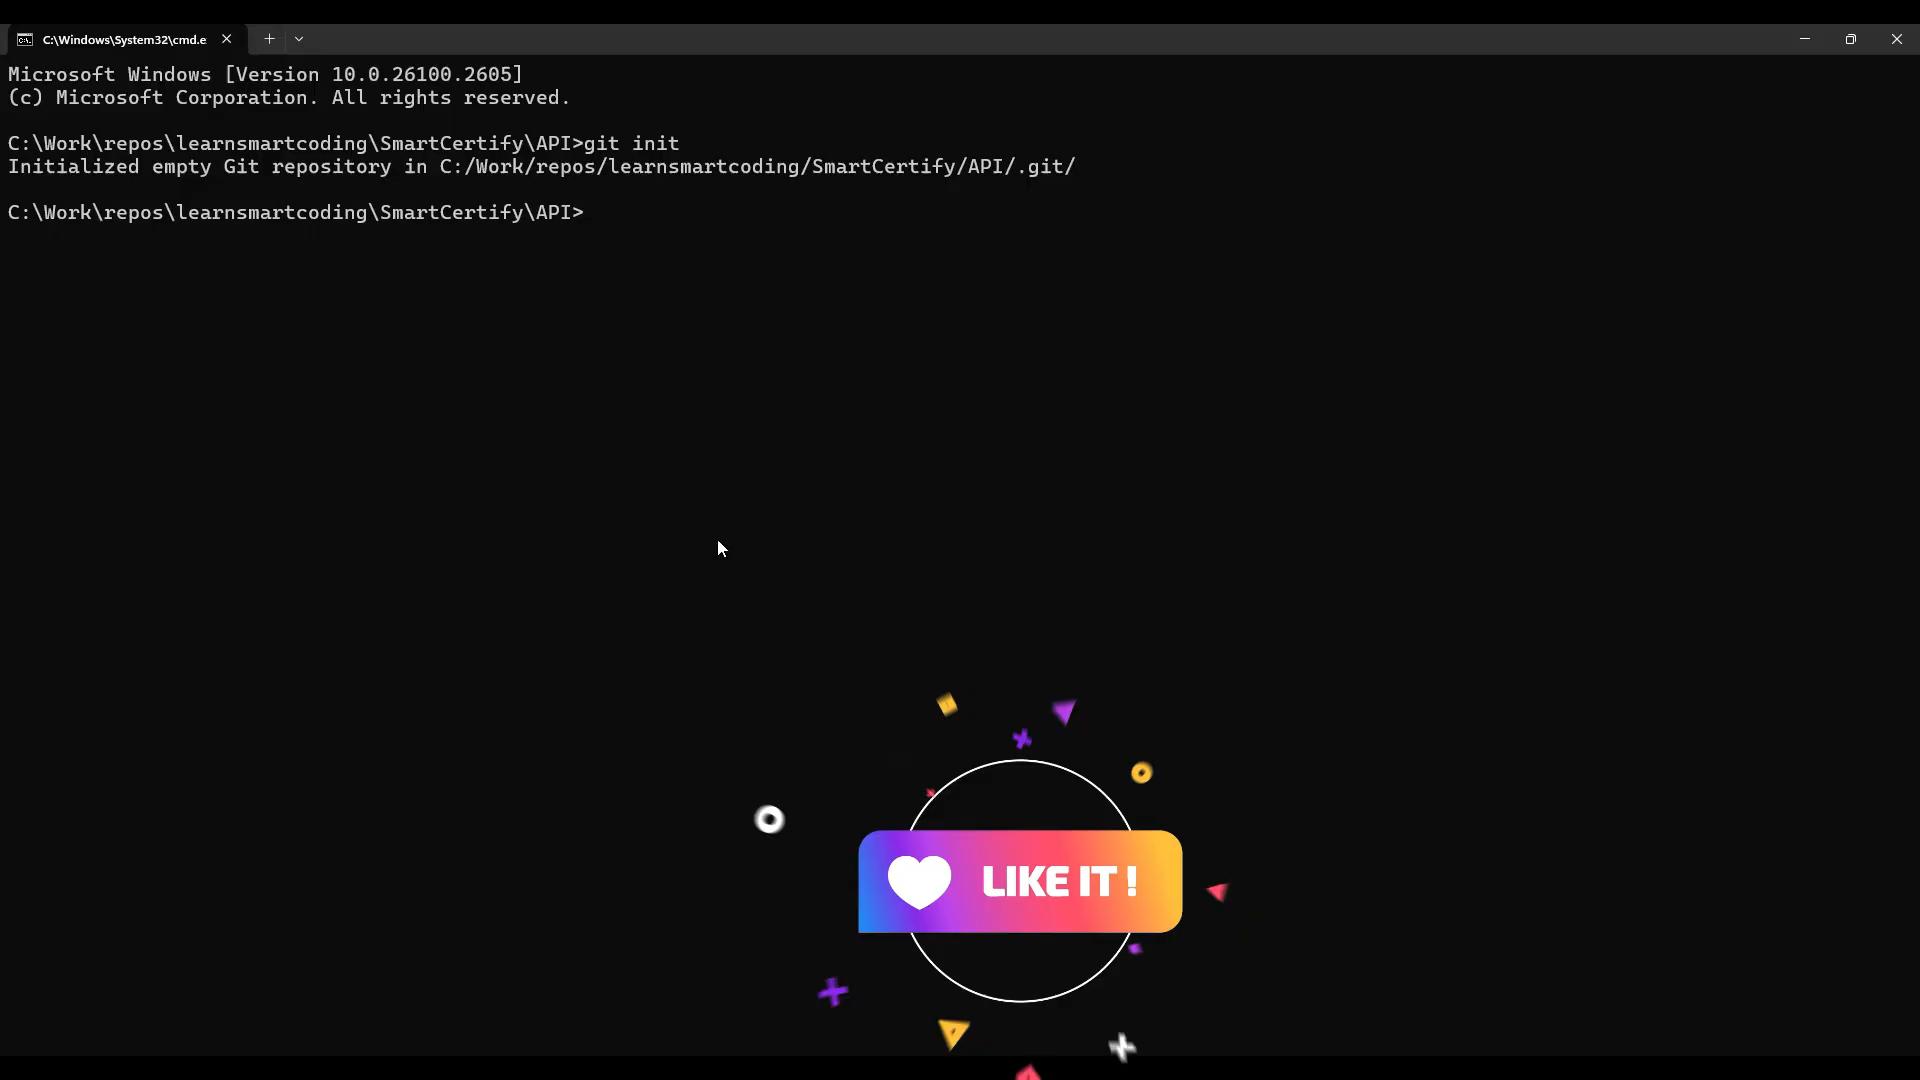 C:\Windows\System32\cmd.e
Microsoft Windows [Version 10.0.26100.2605]
(c) Microsoft Corporation. All rights reserved.
C:\Work\repos\learnsmartcoding\SmartCertify\API>git init
Initialized empty Git repository in C:/Work/repos/learnsmartcoding/SmartCertify/API/.git/
C:\Work\repos\learnsmartcoding\SmartCertify\API>
LIKE IT !